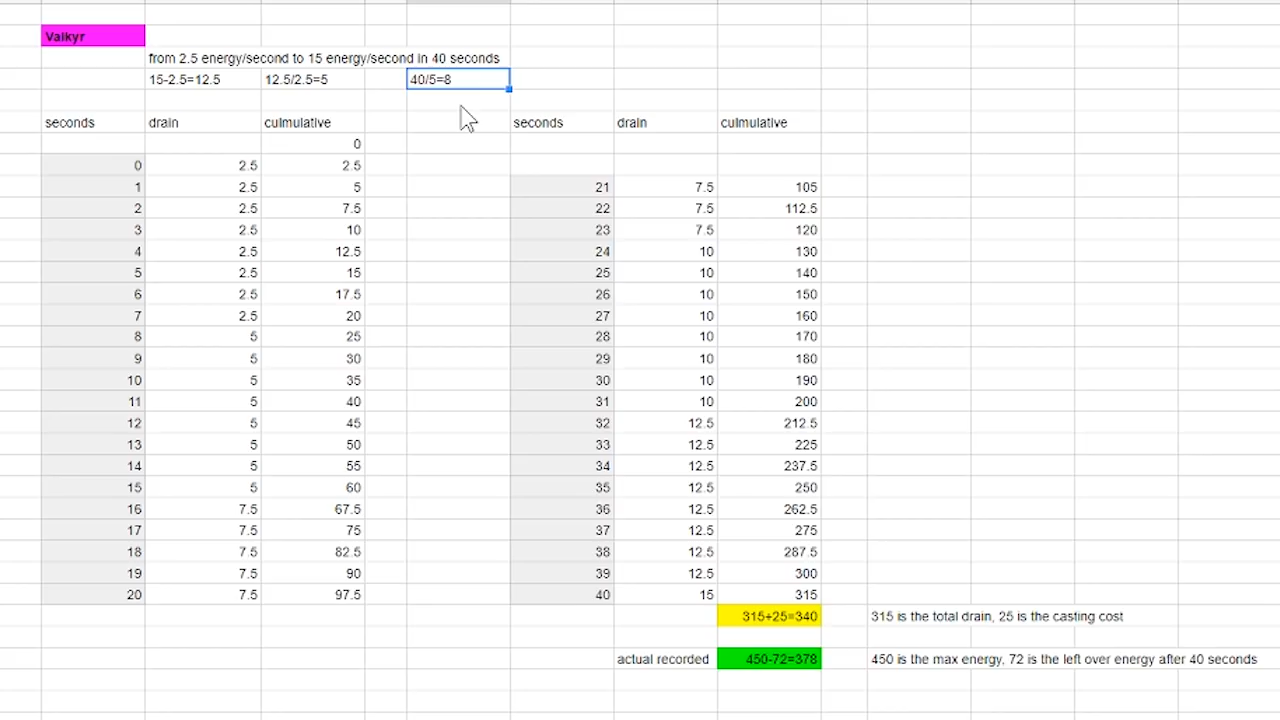 Valkyr
from 2.5 energy/second to 15 energy/second in 40 seconds
15-2.5=12.5 12.5/2.5=5 40/5=8
seconds drain culmulative seconds drain culmulative
0
0 2.5 2.5
1 2.5 5 21 7.5 105
2 2.5 7.5 22 7.5 112.5
3 2.5 10 23 7.5 120
4 2.5 12.5 24 10 130
5 2.5 15 25 10 140
6 2.5 17.5 26 10 150
7 2.5 20 27 10 160
8 5 25 28 10 170
9 5 30 29 10 180
10 5 35 30 10 190
11 5 40 31 10 200
12 5 45 32 12.5 212.5
13 5 50 33 12.5 225
14 5 55 34 12.5 237.5
15 5 60 35 12.5 250
16 7.5 67.5 36 12.5 262.5
17 7.5 75 37 12.5 275
18 7.5 82.5 38 12.5 287.5
19 7.5 90 39 12.5 300
20 7.5 97.5 40 15 315
315+25=340 315 is the total drain, 25 is the casting cost
actual recorded 450-72=378 450 is the max energy, 72 is the left over energy after 40 seconds